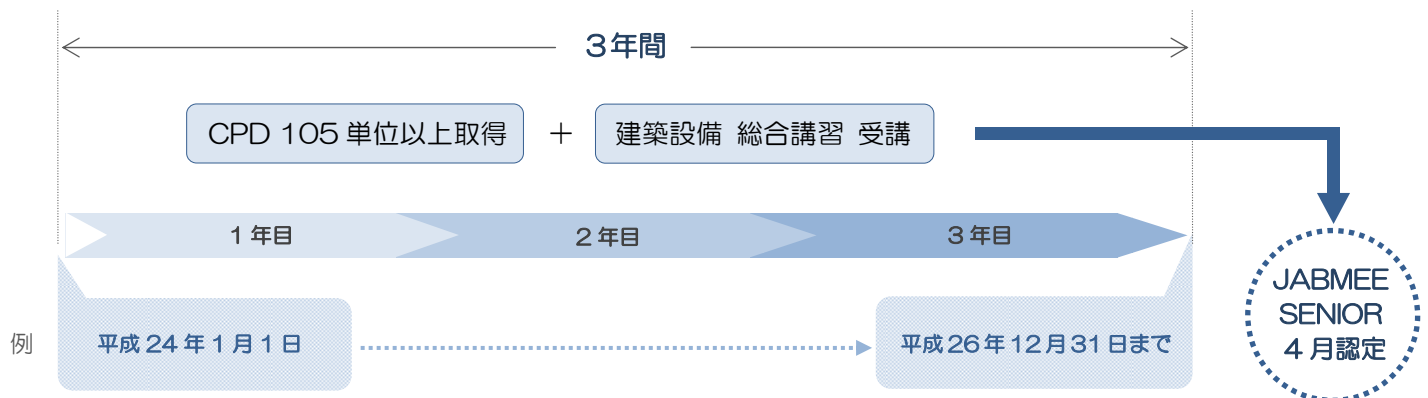 3年間
CPD 105 単位以上取得
+
建築設備 総合講習 受講
1 年目
2 年目
3 年目
JABMEE
SENIOR
4 月認定
例
平成 24 年 1 月 1 日
平成 26 年 12 月 31 日まで